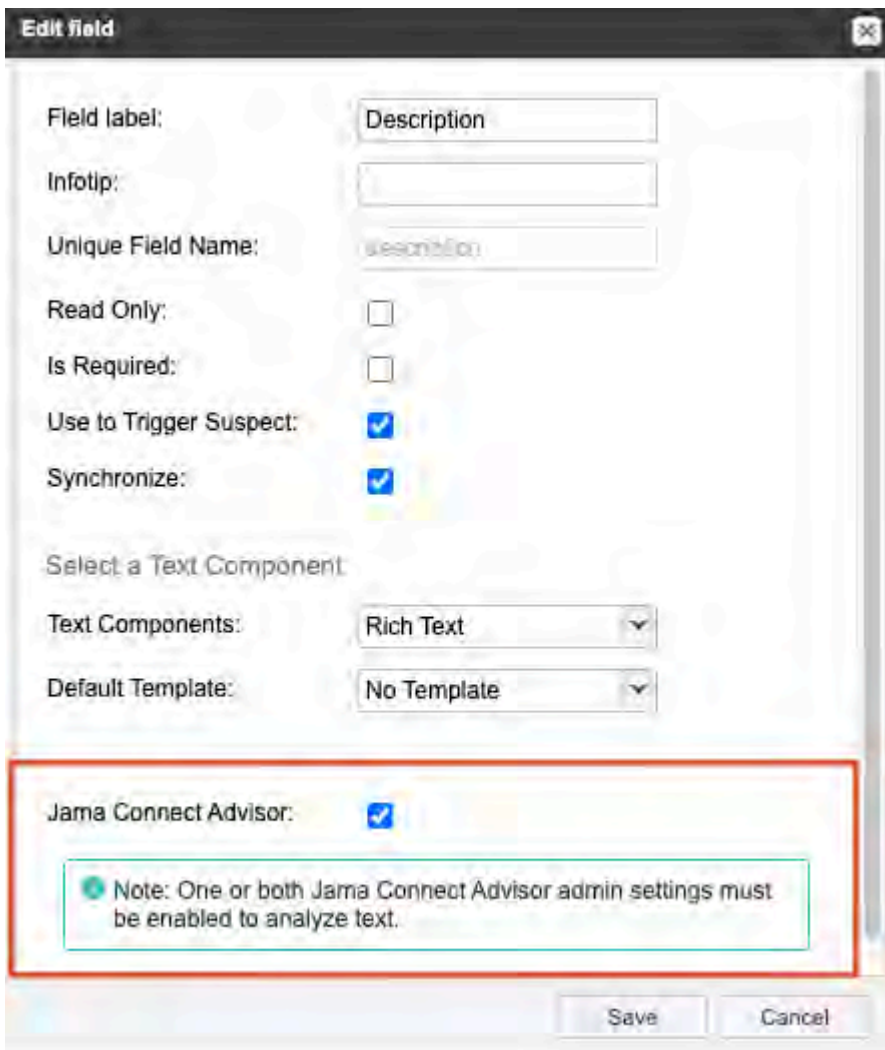 Edit field
Field label: Description
Infotip:
Unique Field Name: description
Read Only:
Is Required:
Use to Trigger Suspect:
Synchronize:
Select a Text Component
Text Components: Rich Text
Default Template: No Template
Jama Connect Advisor:
Note: One or both Jama Connect Advisor admin settings must
be enabled to analyze text.
Save Cancel